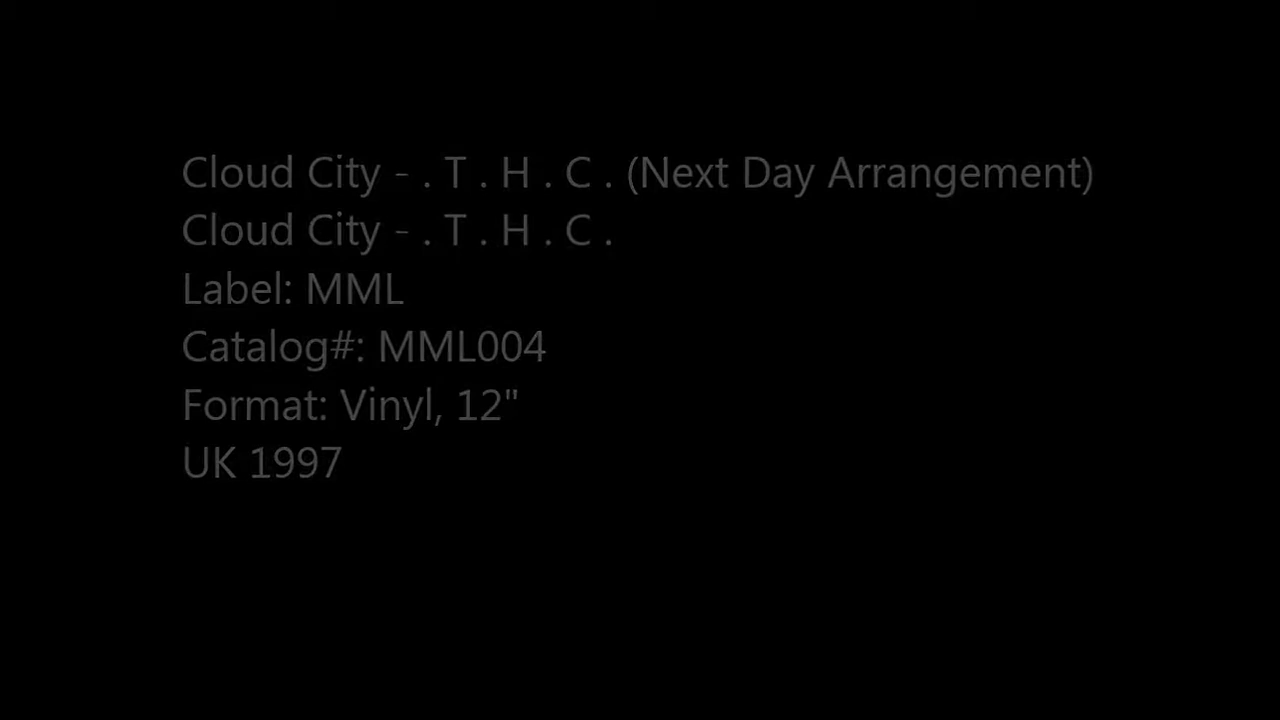 Cloud City - . T . H . C . (Next Day Arrangement)
Cloud City - . T . H . C .
Label: MML
Catalog#: MML004
Format: Vinyl, 12"
UK 1997